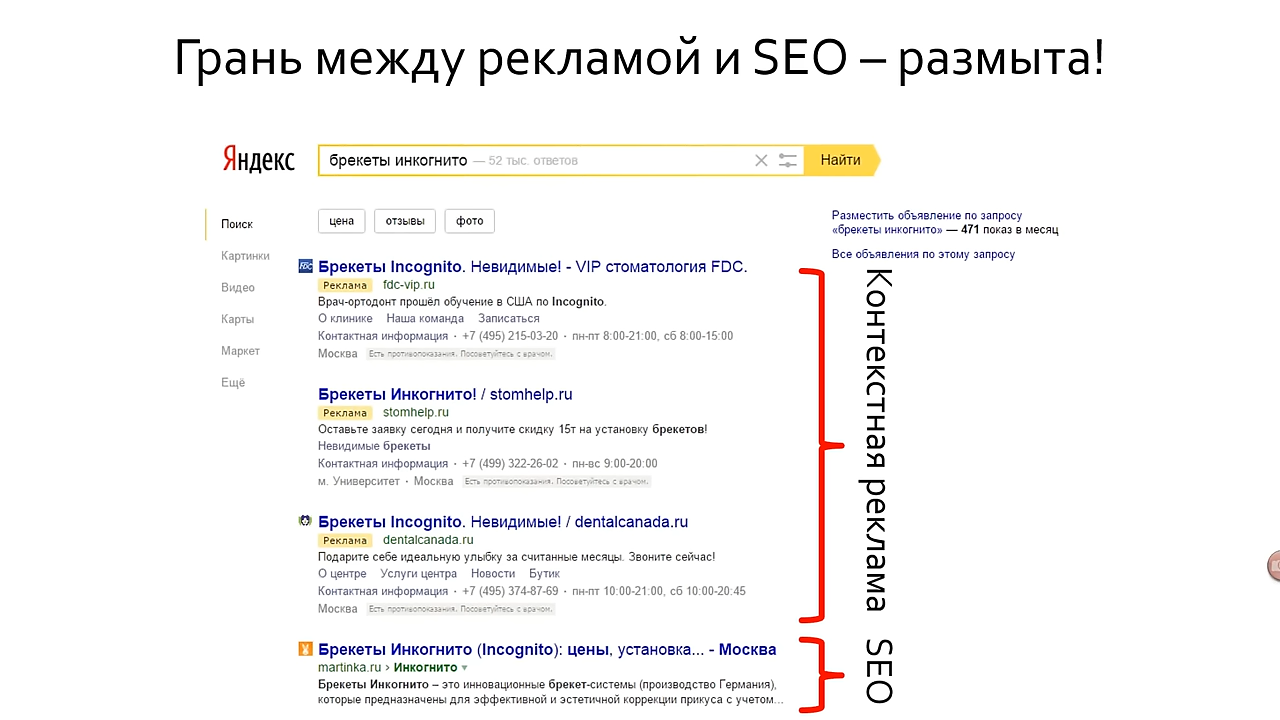 Грань между рекламой и SEO – размыта!
Яндекс
брекеты инкогнито — 52 тыс. ответов
Найти
Поиск
Картинки
Видео
Карты
Маркет
Ещё
цена отзывы фото
Брекеты Incognito. Невидимые! - VIP стоматология FDC.
Реклама fdc-vip.ru
Врач-ортодонт прошёл обучение в США по Incognito.
О клинике Наша команда Записаться
Контактная информация · +7 (495) 215-03-20 · пн-пт 8:00-21:00, сб 8:00-15:00
Москва Есть противопоказания. Посоветуйтесь с врачом.
Брекеты Инкогнито! / stomhelp.ru
Реклама stomhelp.ru
Оставьте заявку сегодня и получите скидку 15т на установку брекетов!
Невидимые брекеты
Контактная информация · +7 (499) 322-26-02 · пн-вс 9:00-20:00
м. Университет · Москва Есть противопоказания. Посоветуйтесь с врачом.
Брекеты Incognito. Невидимые! / dentalcanada.ru
Реклама dentalcanada.ru
Подарите себе идеальную улыбку за считанные месяцы. Звоните сейчас!
О центре Услуги центра Новости Бутик
Контактная информация · +7 (495) 374-87-69 · пн-пт 10:00-21:00, сб 10:00-20:45
Москва Есть противопоказания. Посоветуйтесь с врачом.
Брекеты Инкогнито (Incognito): цены, установка... - Москва
martinka.ru › Инкогнито
Брекеты Инкогнито – это инновационные брекет-системы (производство Германия),
которые предназначены для эффективной и эстетичной коррекции прикуса с учетом...
Разместить объявление по запросу
«брекеты инкогнито» — 471 показ в месяц
Все объявления по этому запросу
Контекстная реклама
SEO